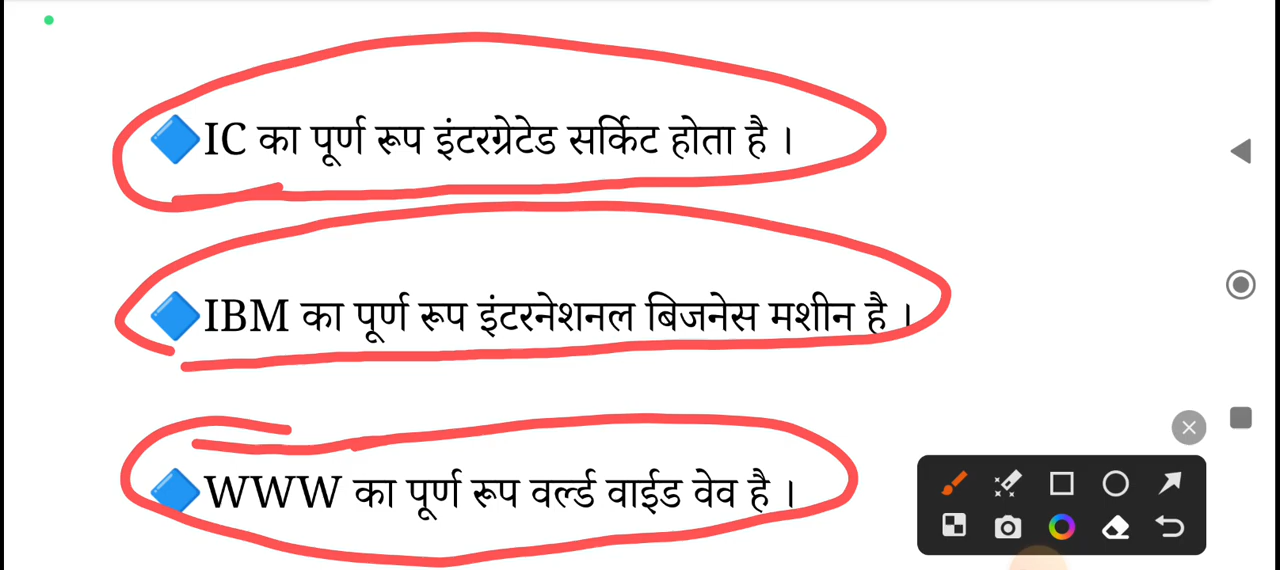 IC का पूर्ण रूप इंटरग्रेटेड सर्किट होता है ।
IBM का पूर्ण रूप इंटरनेशनल बिजनेस मशीन है ।
WWW का पूर्ण रूप वर्ल्ड वाईड वेव है ।